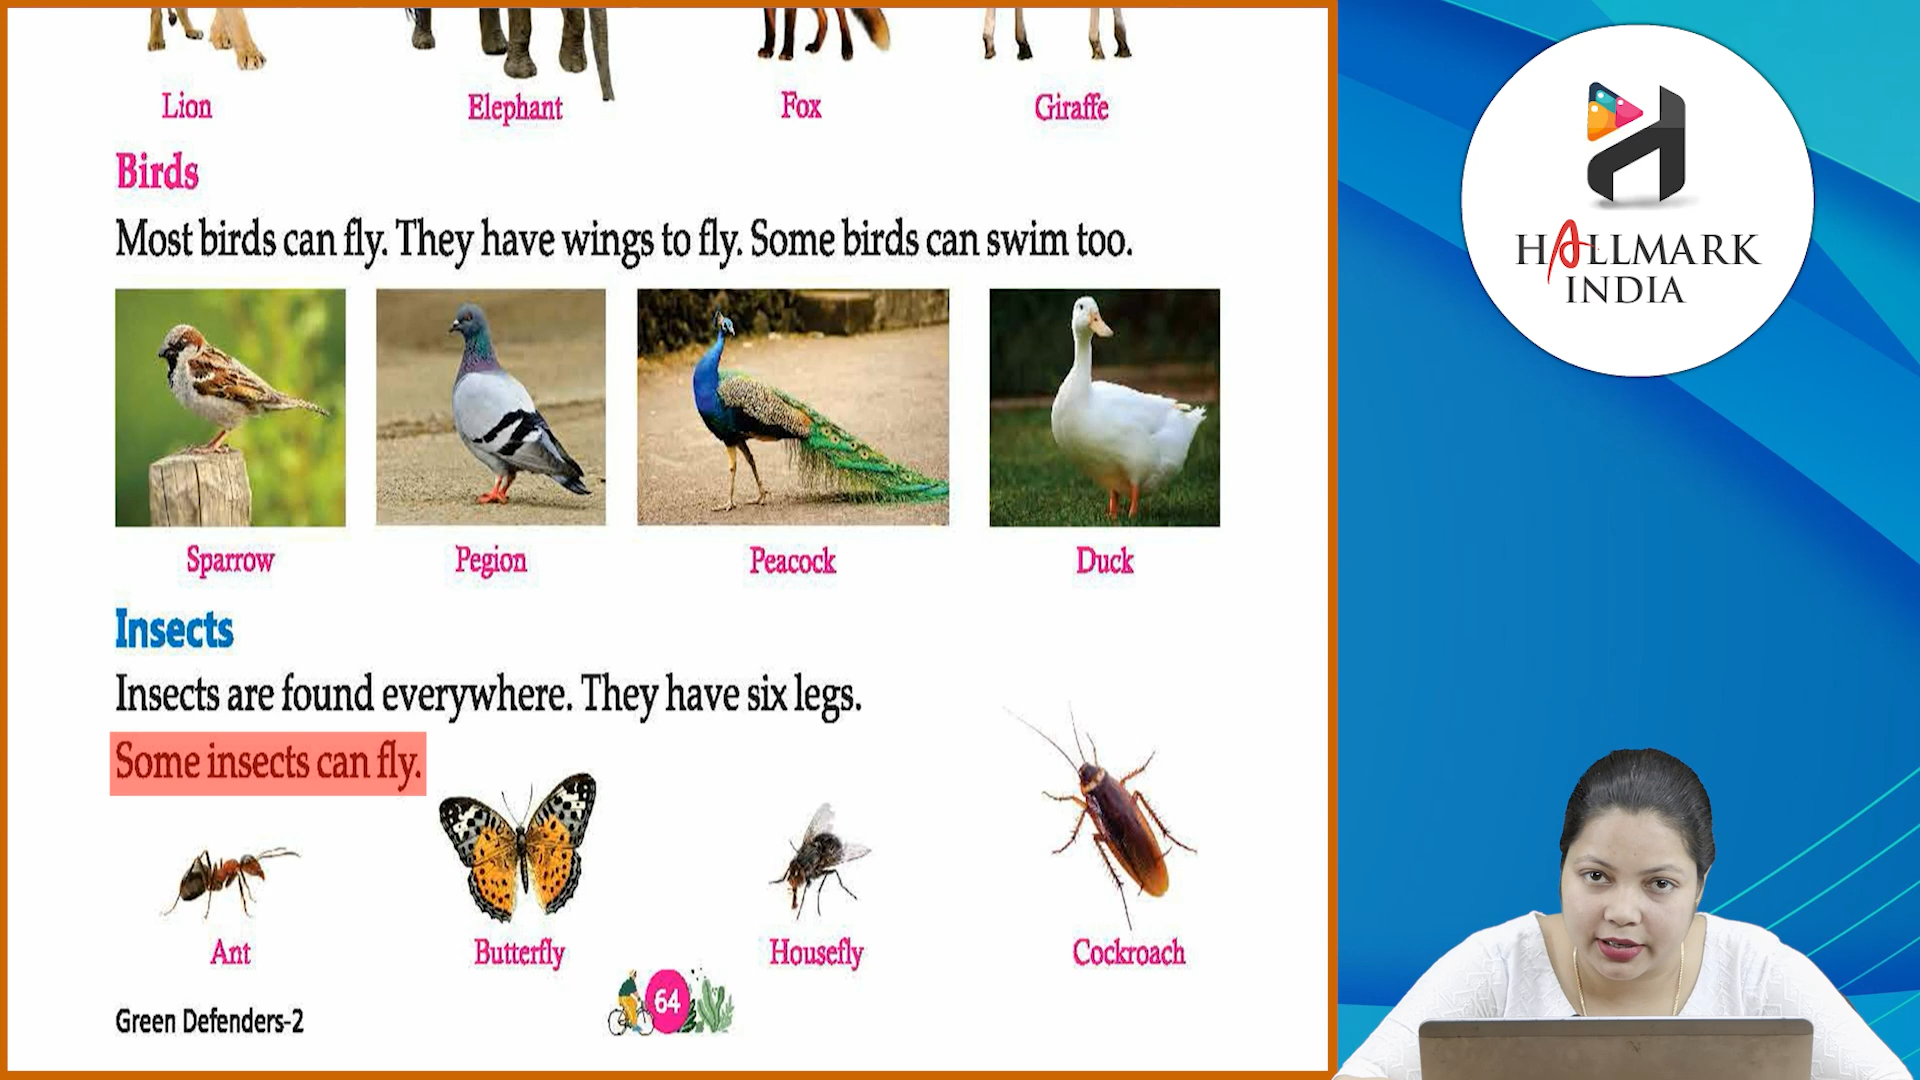 Lion Elephant Fox Giraffe
Birds
Most birds can fly. They have wings to fly. Some birds can swim too.
Sparrow Pegion Peacock Duck
Insects
Insects are found everywhere. They have six legs.
Some insects can fly.
Ant Butterfly Housefly Cockroach
64
Green Defenders-2
HALLMARK
INDIA